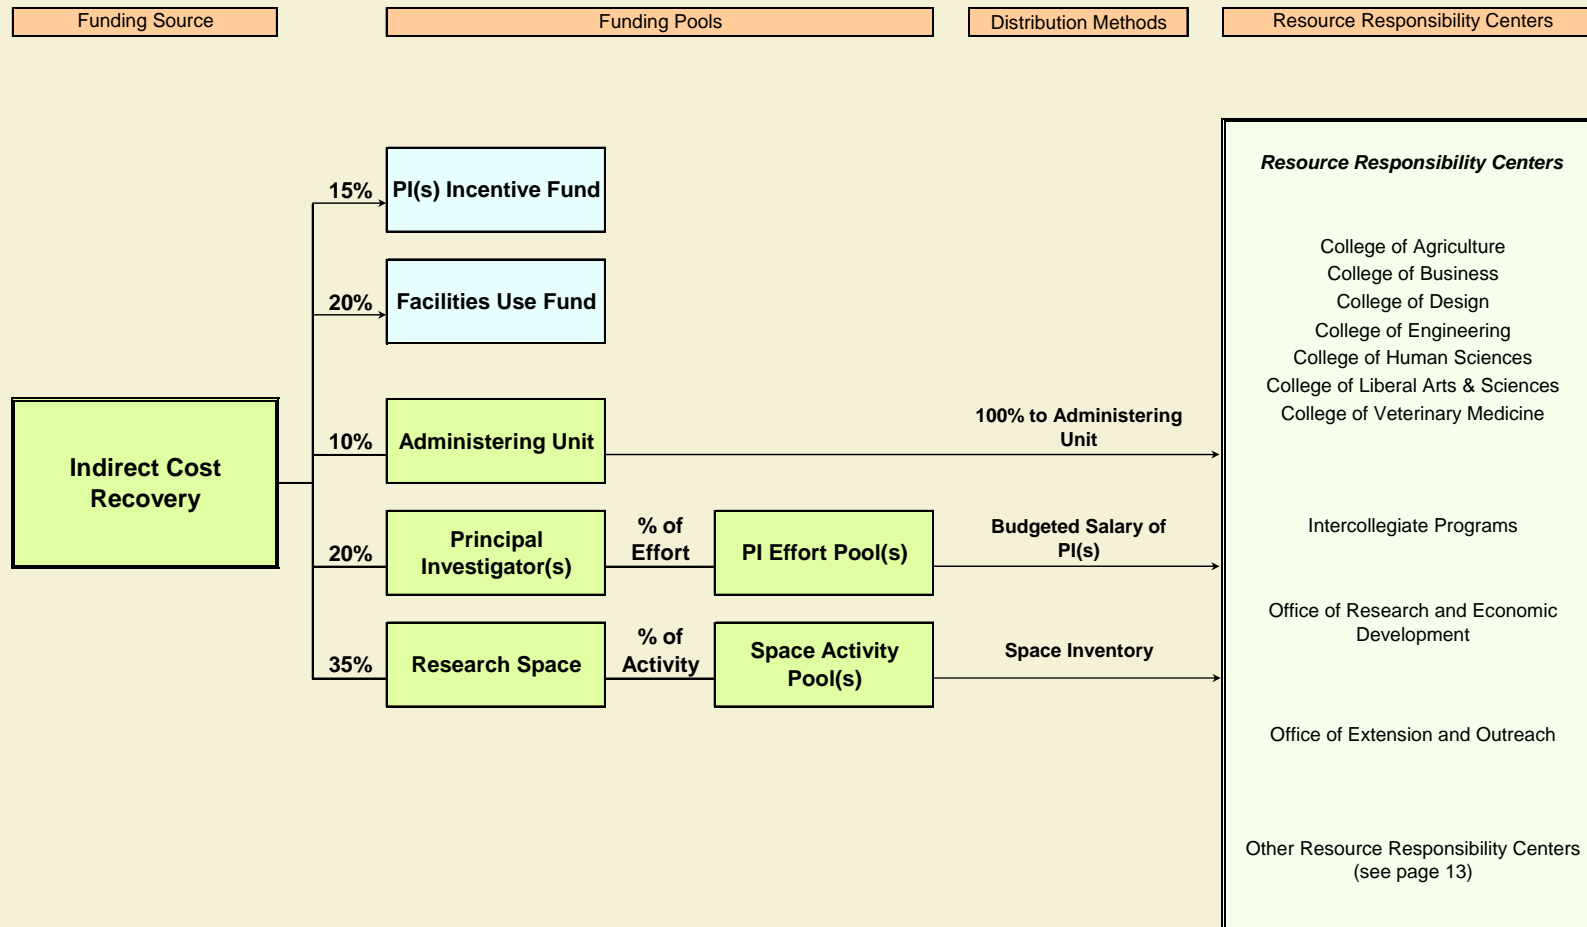 Funding Source
Funding Pools
Distribution Methods
Resource Responsibility Centers
15%
PI(s) Incentive Fund
20%
Facilities Use Fund
Indirect Cost
Recovery
10%
Administering Unit
100% to Administering
Unit
20%
Principal
Investigator(s)
% of
Effort
PI Effort Pool(s)
Budgeted Salary of
PI(s)
35%
Research Space
% of
Activity
Space Activity
Pool(s)
Space Inventory
Resource Responsibility Centers
College of Agriculture
College of Business
College of Design
College of Engineering
College of Human Sciences
College of Liberal Arts & Sciences
College of Veterinary Medicine
Intercollegiate Programs
Office of Research and Economic
Development
Office of Extension and Outreach
Other Resource Responsibility Centers
(see page 13)